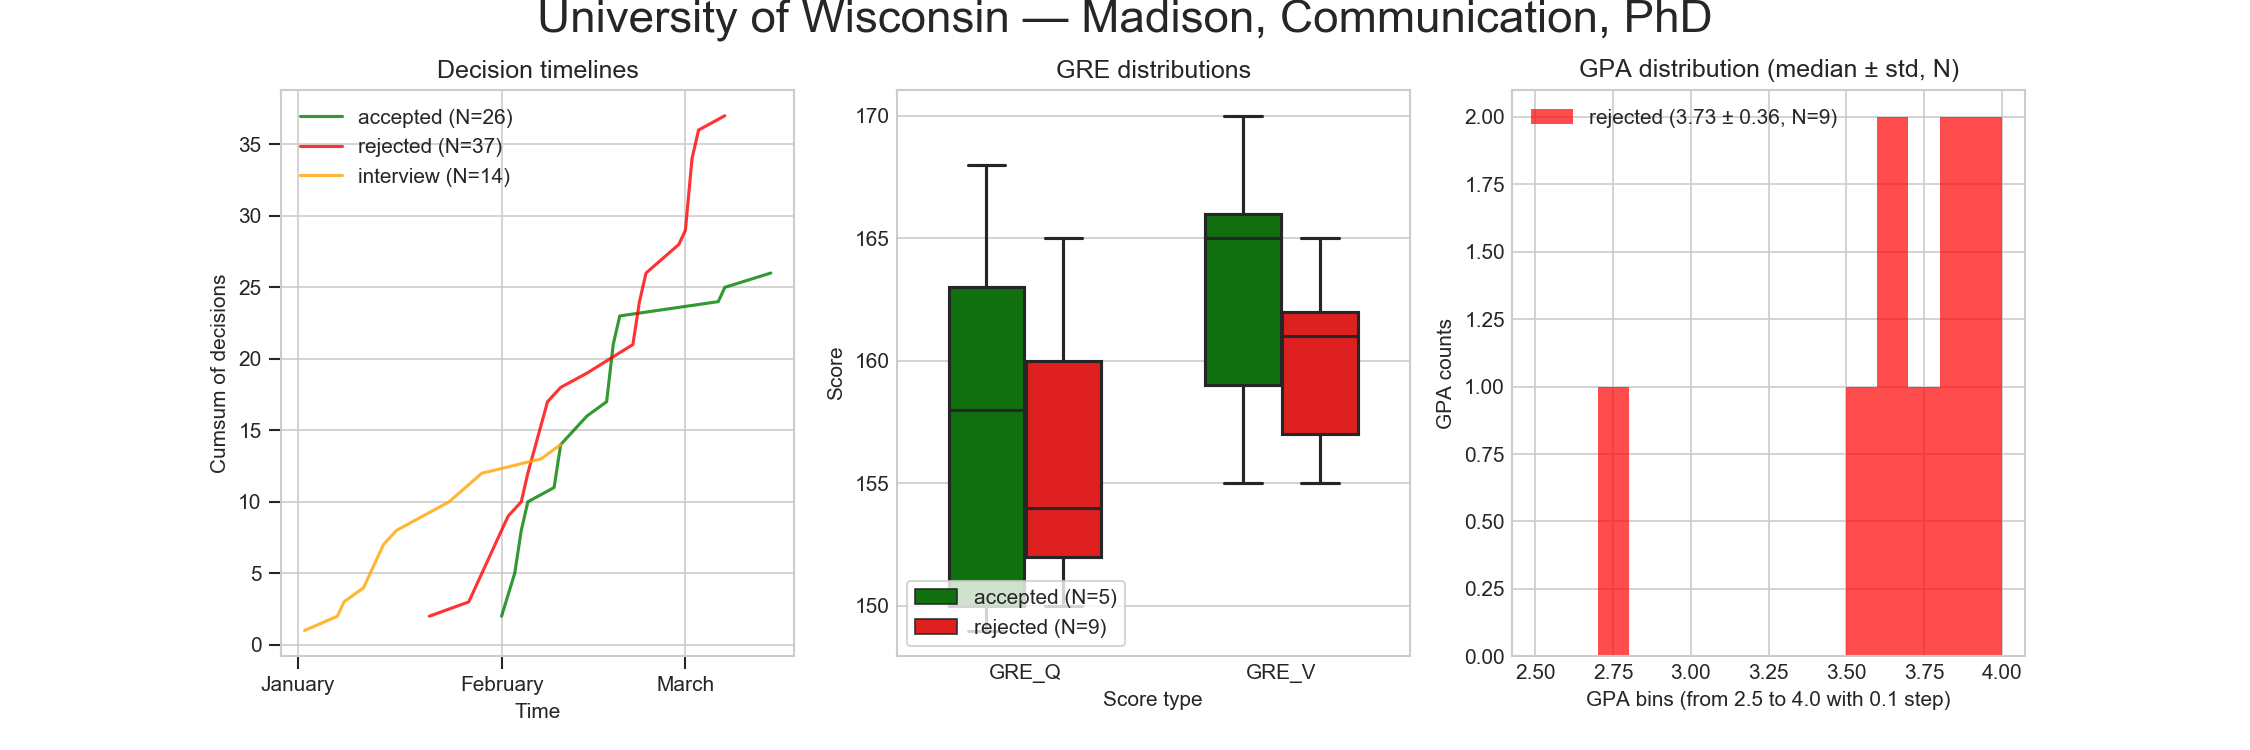 University of Wisconsin — Madison, Communication, PhD
Decision timelines
accepted (N=26)
rejected (N=37)
interview (N=14)
35
30
25
20
15
10
5
0
Cumsum of decisions
January
February
March
Time
GRE distributions
170
165
160
155
150
Score
accepted (N=5)
rejected (N=9)
GRE_Q
GRE_V
Score type
GPA distribution (median ± std, N)
rejected (3.73 ± 0.36, N=9)
2.00
1.75
1.50
1.25
1.00
0.75
0.50
0.25
0.00
GPA counts
2.50
2.75
3.00
3.25
3.50
3.75
4.00
GPA bins (from 2.5 to 4.0 with 0.1 step)